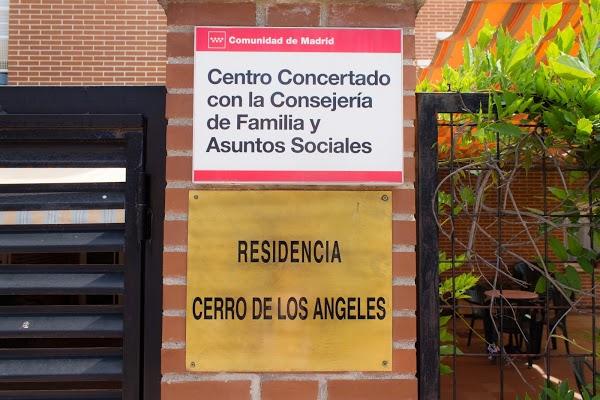 Comunidad de Madrid
Centro Concertado
con la Consejería
de Familia y
Asuntos Sociales
RESIDENCIA
CERRO DE LOS ANGELES